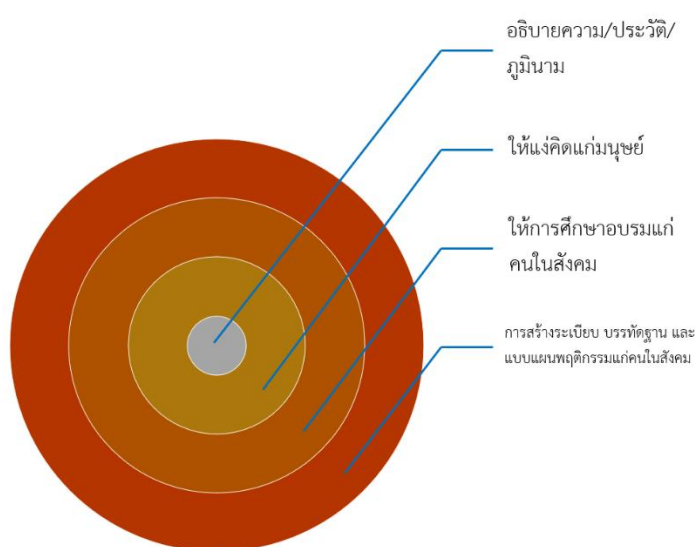 อธิบายความ/ประวัติ/
ภูมินาม
ให้แง่คิดแก่มนุษย์
ให้การศึกษาอบรมแก่
คนในสังคม
การสร้างระเบียบ บรรทัดฐาน และ
แบบแผนพฤติกรรมแก่คนในสังคม